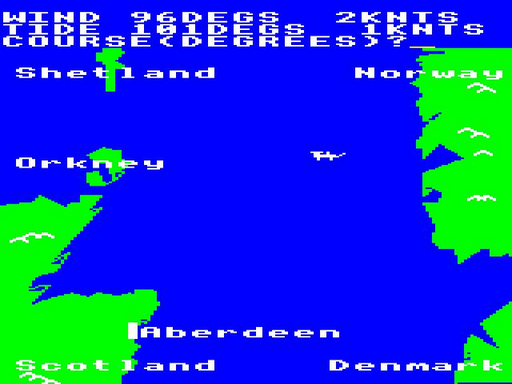 WIND 96DEGS 2KNTS
TIDE 101DEGS 1KNTS
COURSE(DEGREES)?_
Shetland Norway
Orkney
Aberdeen
Scotland Denmark